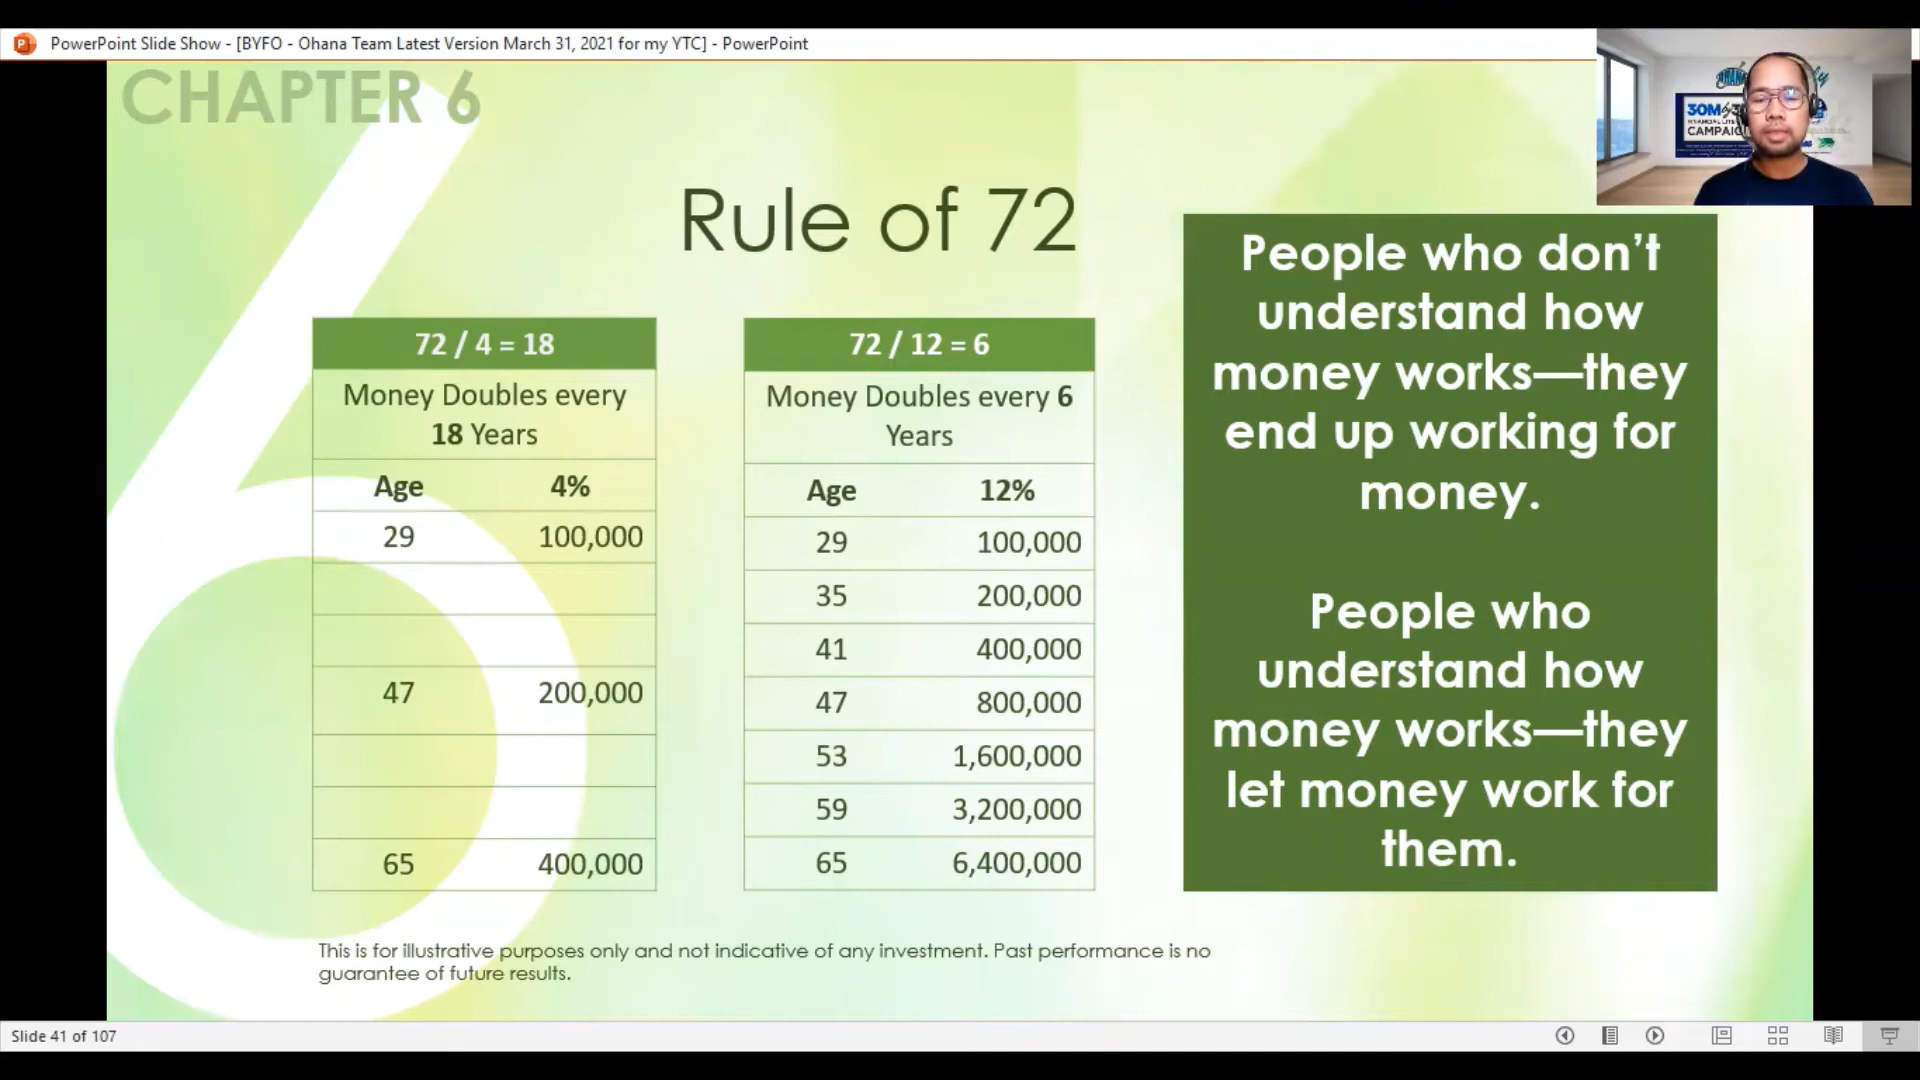 PowerPoint Slide Show - [BYFO - Ohana Team Latest Version March 31, 2021 for my YTC] - PowerPoint
CHAPTER 6
30M
CAMPAI
Rule of 72
72 / 4 = 18
Money Doubles every
18 Years
Age 4%
29 100,000
47 200,000
65 400,000
72 / 12 = 6
Money Doubles every 6
Years
Age 12%
29 100,000
35 200,000
41 400,000
47 800,000
53 1,600,000
59 3,200,000
65 6,400,000
People who don’t
understand how
money works—they
end up working for
money.
People who
understand how
money works—they
let money work for
them.
This is for illustrative purposes only and not indicative of any investment. Past performance is no
guarantee of future results.
Slide 41 of 107